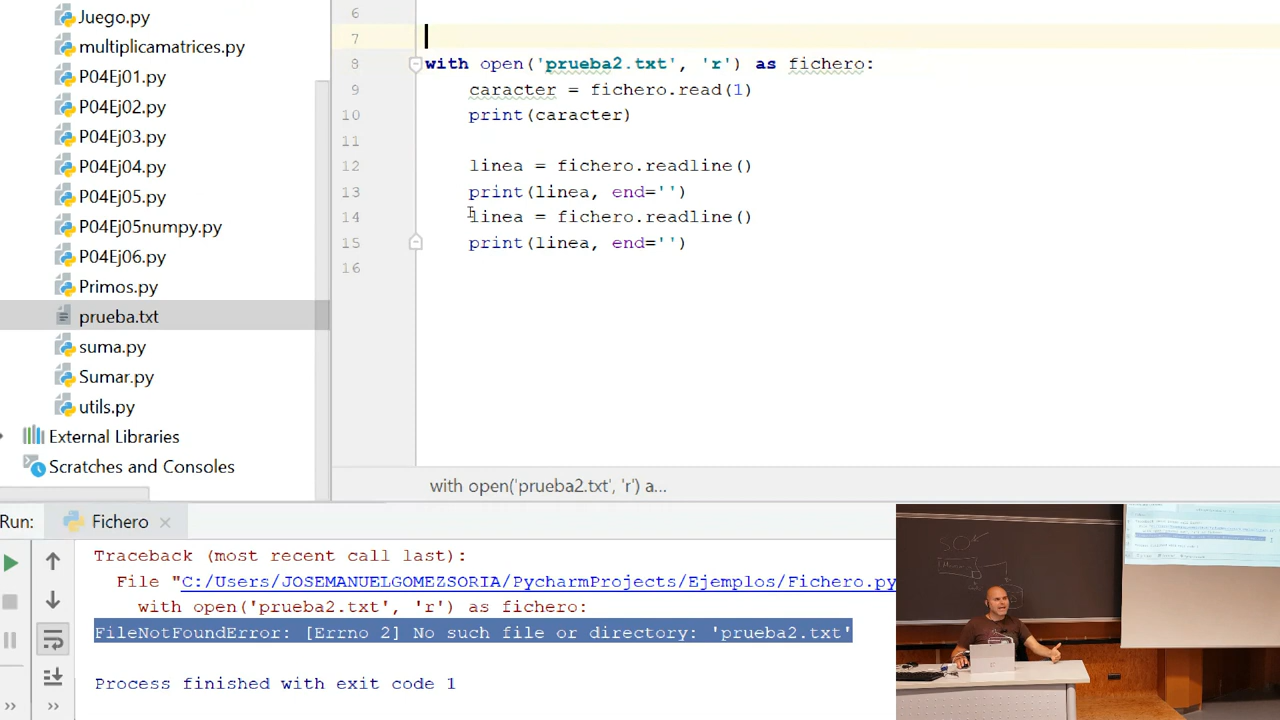 Juego.py
multiplicamatrices.py
P04Ej01.py
P04Ej02.py
P04Ej03.py
P04Ej04.py
P04Ej05.py
P04Ej05numpy.py
P04Ej06.py
Primos.py
prueba.txt
suma.py
Sumar.py
utils.py
External Libraries
Scratches and Consoles
6
7
8 with open('prueba2.txt', 'r') as fichero:
9 caracter = fichero.read(1)
10 print(caracter)
11
12 linea = fichero.readline()
13 print(linea, end='')
14 linea = fichero.readline()
15 print(linea, end='')
16
with open('prueba2.txt', 'r') a...
Run: Fichero
Traceback (most recent call last):
File "C:/Users/JOSEMANUELGOMEZSORIA/PycharmProjects/Ejemplos/Fichero.py
with open('prueba2.txt', 'r') as fichero:
FileNotFoundError: [Errno 2] No such file or directory: 'prueba2.txt'
Process finished with exit code 1
SO